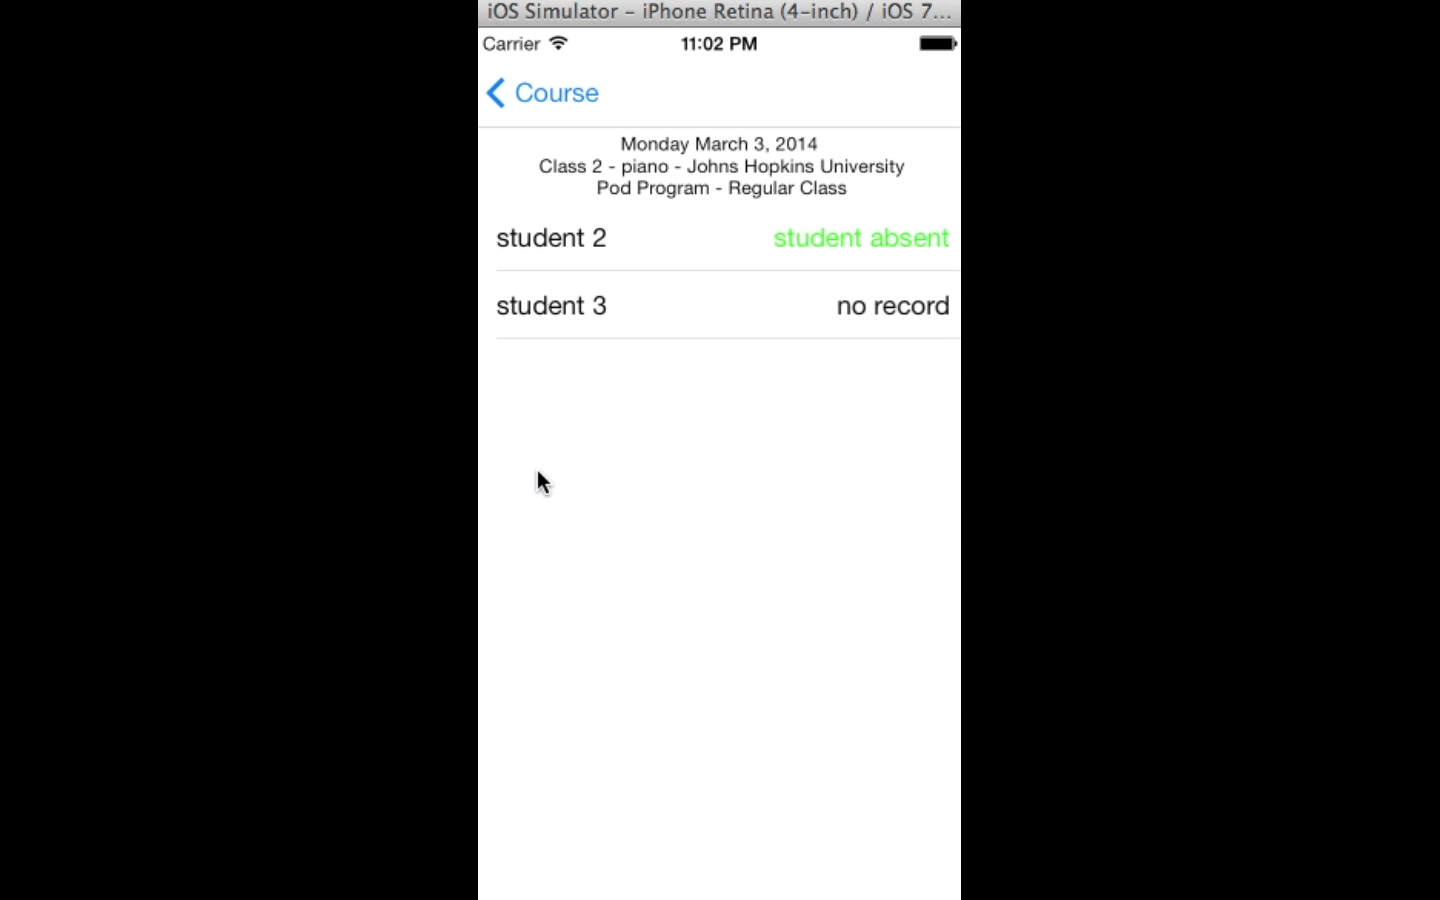 iOS Simulator – iPhone Retina (4-inch) / iOS 7...
Carrier 11:02 PM
Course
Monday March 3, 2014
Class 2 - piano - Johns Hopkins University
Pod Program - Regular Class
student 2 student absent
student 3 no record